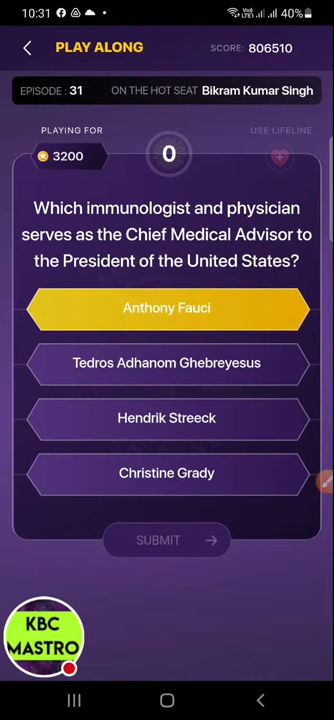 10:31 40%
PLAY ALONG SCORE: 806510
EPISODE : 31 ON THE HOT SEAT Bikram Kumar Singh
PLAYING FOR USE LIFELINE
3200 0
Which immunologist and physician
serves as the Chief Medical Advisor to
the President of the United States?
Anthony Fauci
Tedros Adhanom Ghebreyesus
Hendrik Streeck
Christine Grady
SUBMIT
KBC
MASTRO